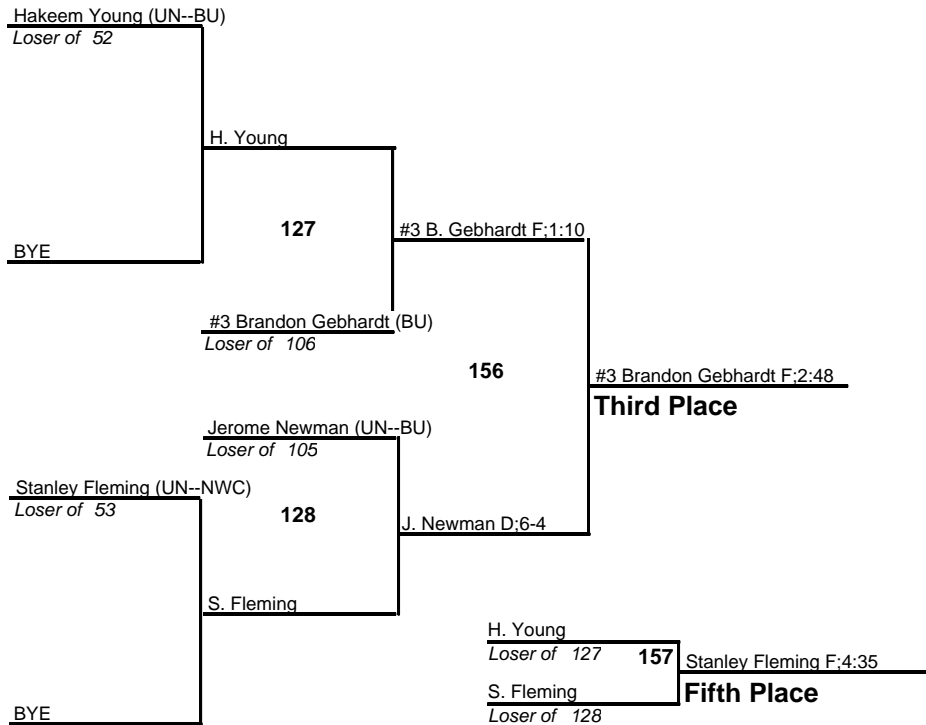 Hakeem Young (UN--BU)
Loser of 52
H. Young
127
#3 B. Gebhardt F;1:10
BYE
#3 Brandon Gebhardt (BU)
Loser of 106
156
#3 Brandon Gebhardt F;2:48
Third Place
Jerome Newman (UN--BU)
Loser of 105
Stanley Fleming (UN--NWC)
Loser of 53
128
J. Newman D;6-4
S. Fleming
BYE
H. Young
Loser of 127
157
Stanley Fleming F;4:35
Fifth Place
S. Fleming
Loser of 128